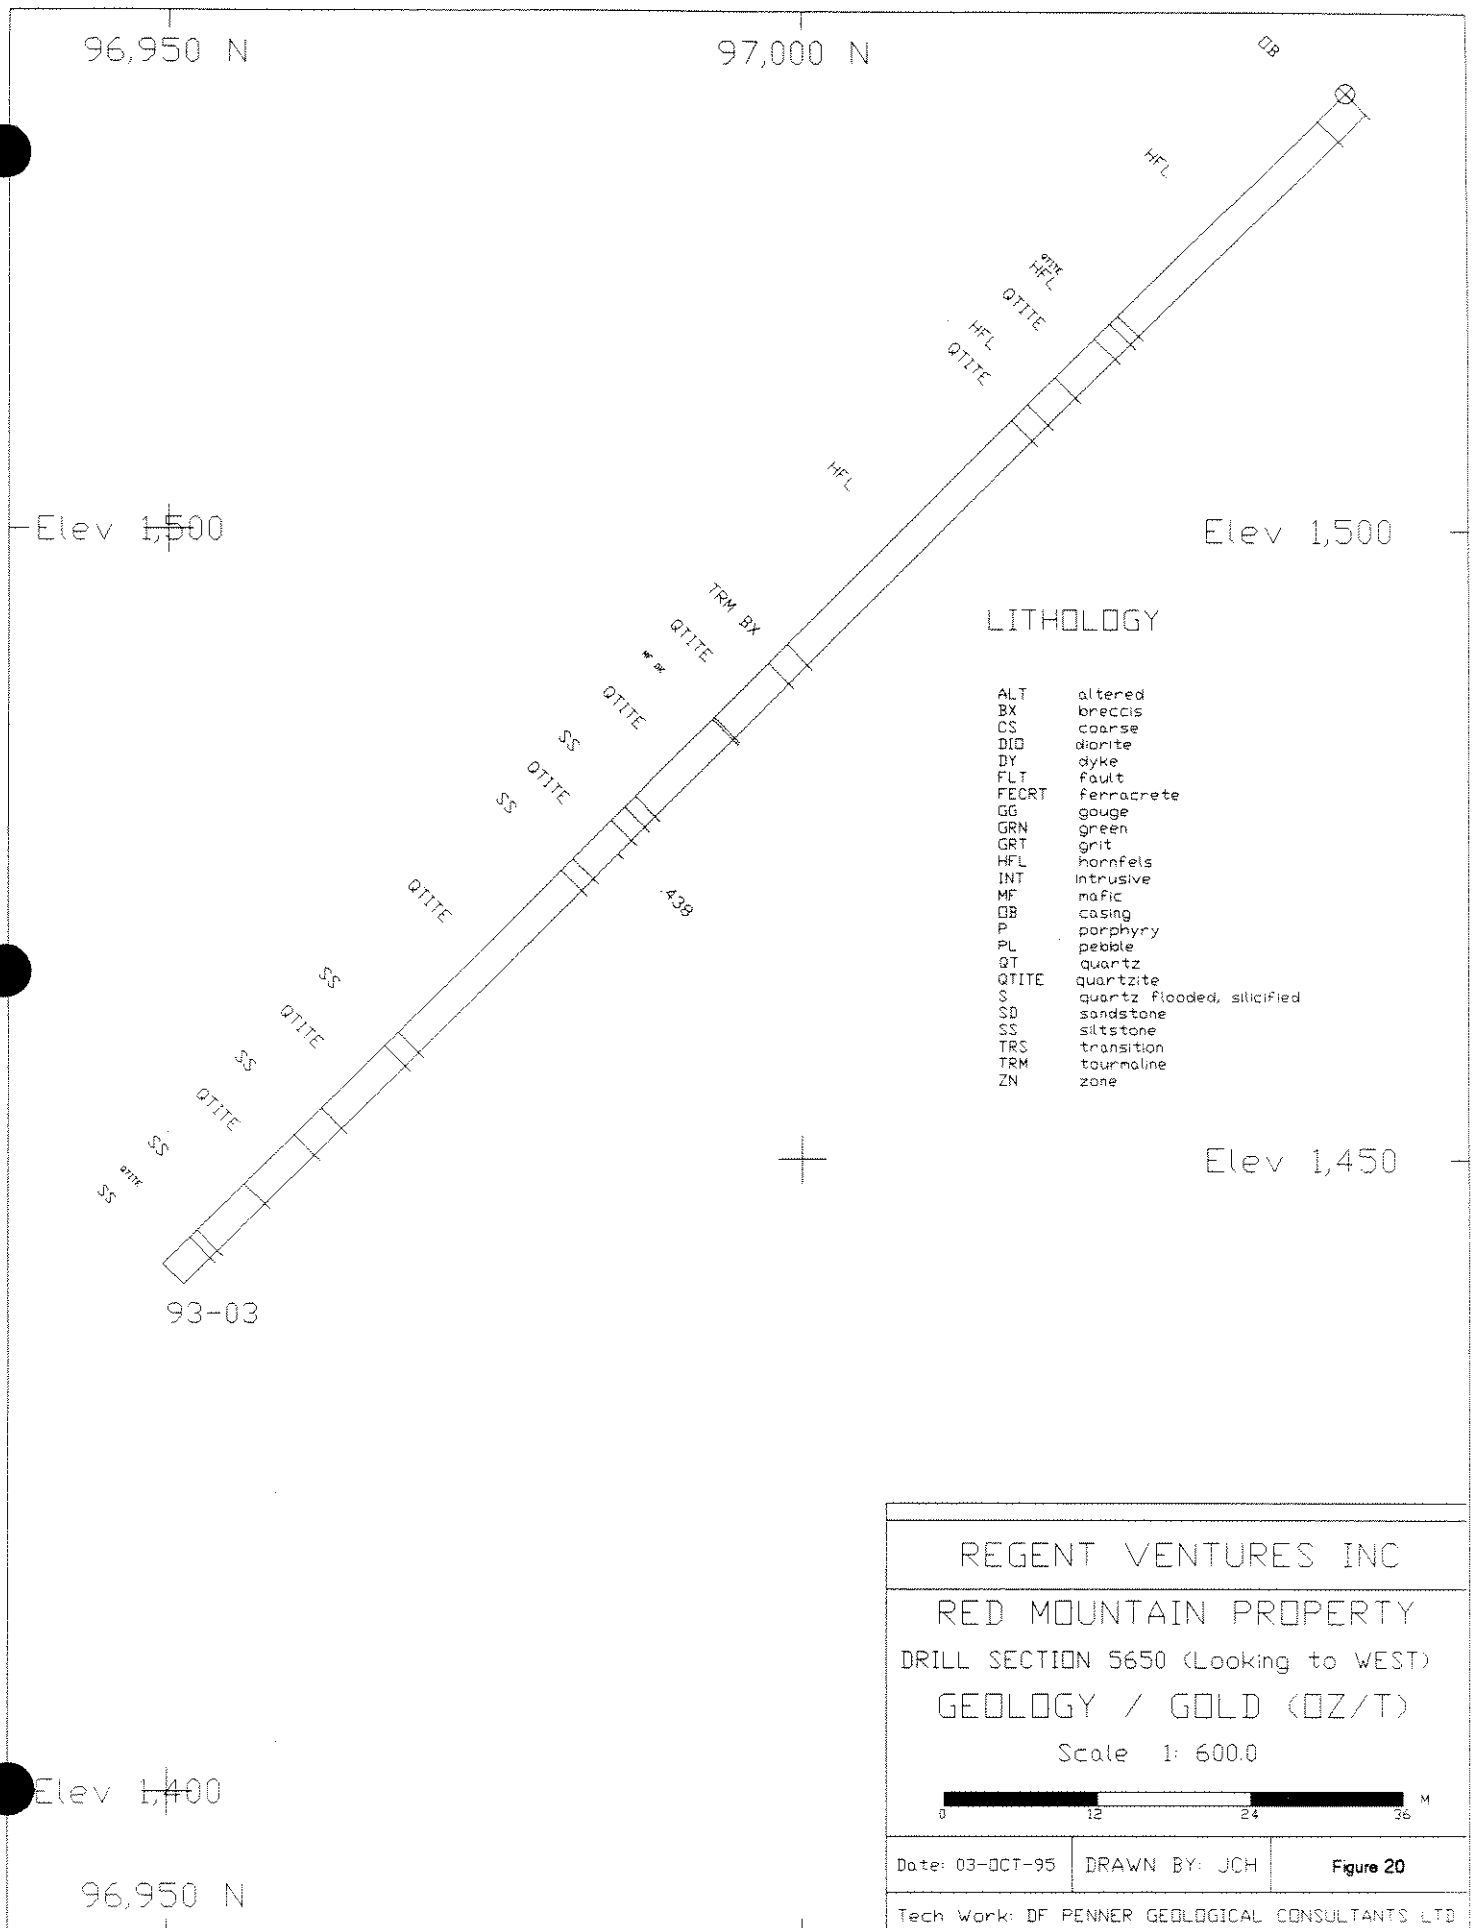 96,950 N
97,000 N
OB
HFL
QTITE
HFL
QTITE
HFL
QTITE
HFL
Elev 1,500
Elev 1,500
TRM BX
QTITE
MF DK
QTITE
SS
QTITE
SS
QTITE
.438
SS
QTITE
SS
QTITE
SS
QTITE
SS
93-03
LITHOLOGY
ALT altered
BX breccis
CS coarse
DIO diorite
DY dyke
FLT fault
FECRT ferracrete
GG gouge
GRN green
GRT grit
HFL hornfels
INT intrusive
MF mafic
OB casing
P porphyry
PL pebble
QT quartz
QTITE quartzite
S quartz flooded, silicified
SD sandstone
SS siltstone
TRS transition
TRM tourmaline
ZN zone
Elev 1,450
REGENT VENTURES INC
RED MOUNTAIN PROPERTY
DRILL SECTION 5650 (Looking to WEST)
GEOLOGY / GOLD (OZ/T)
Scale 1: 600.0
0 12 24 36 M
Date: 03-OCT-95 DRAWN BY: JCH Figure 20
Tech Work: DF PENNER GEOLOGICAL CONSULTANTS LTD
Elev 1,400
96,950 N